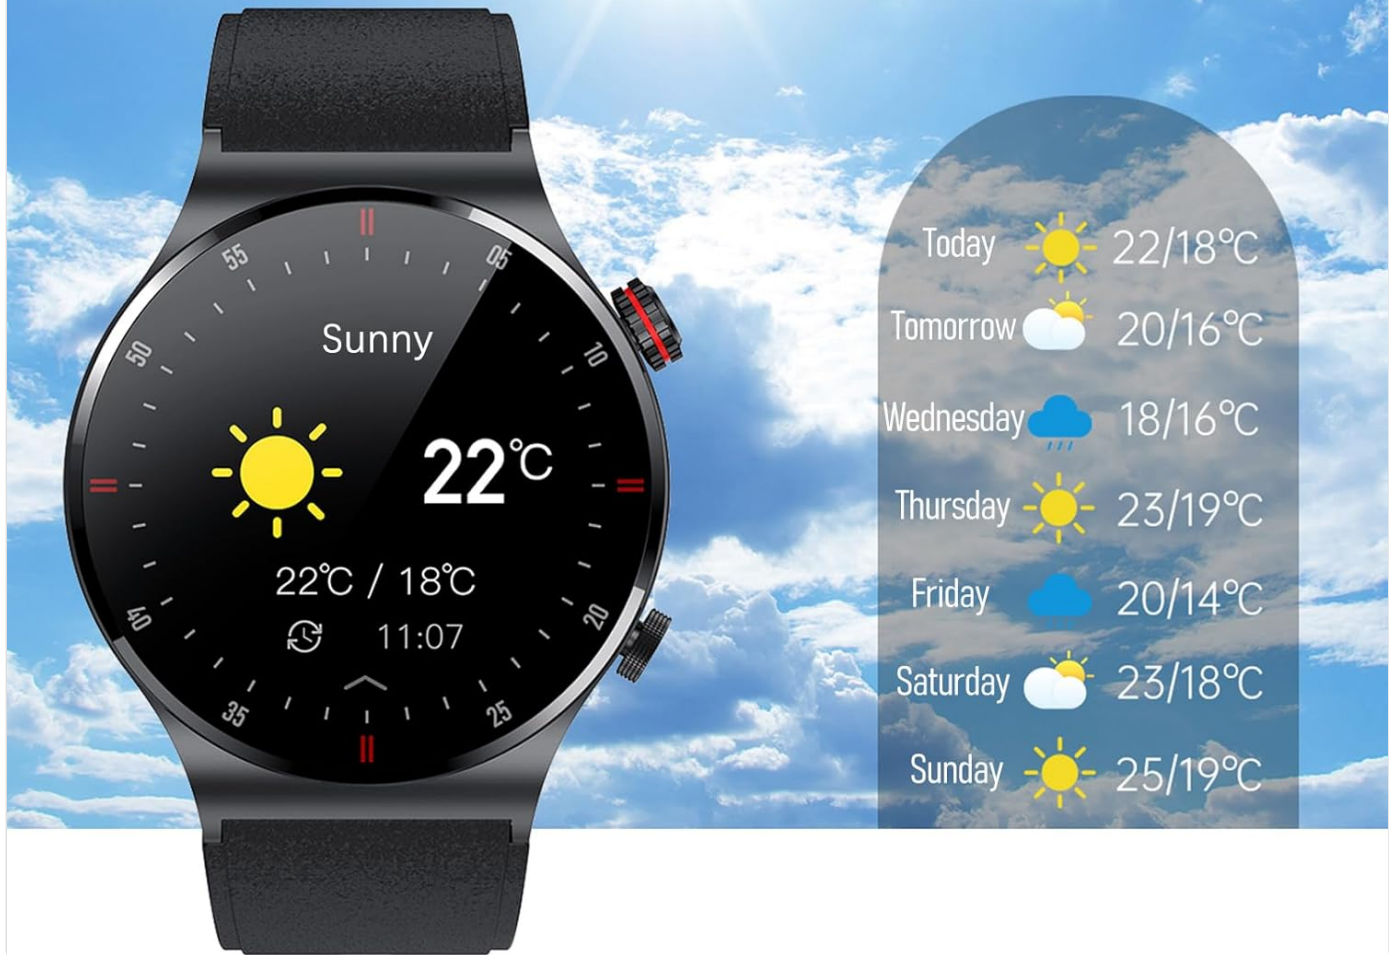 55
05
50
10
Sunny
22℃
22℃ / 18℃
11:07
40
20
35
25
Today 22/18℃
Tomorrow 20/16℃
Wednesday 18/16℃
Thursday 23/19℃
Friday 20/14℃
Saturday 23/18℃
Sunday 25/19℃